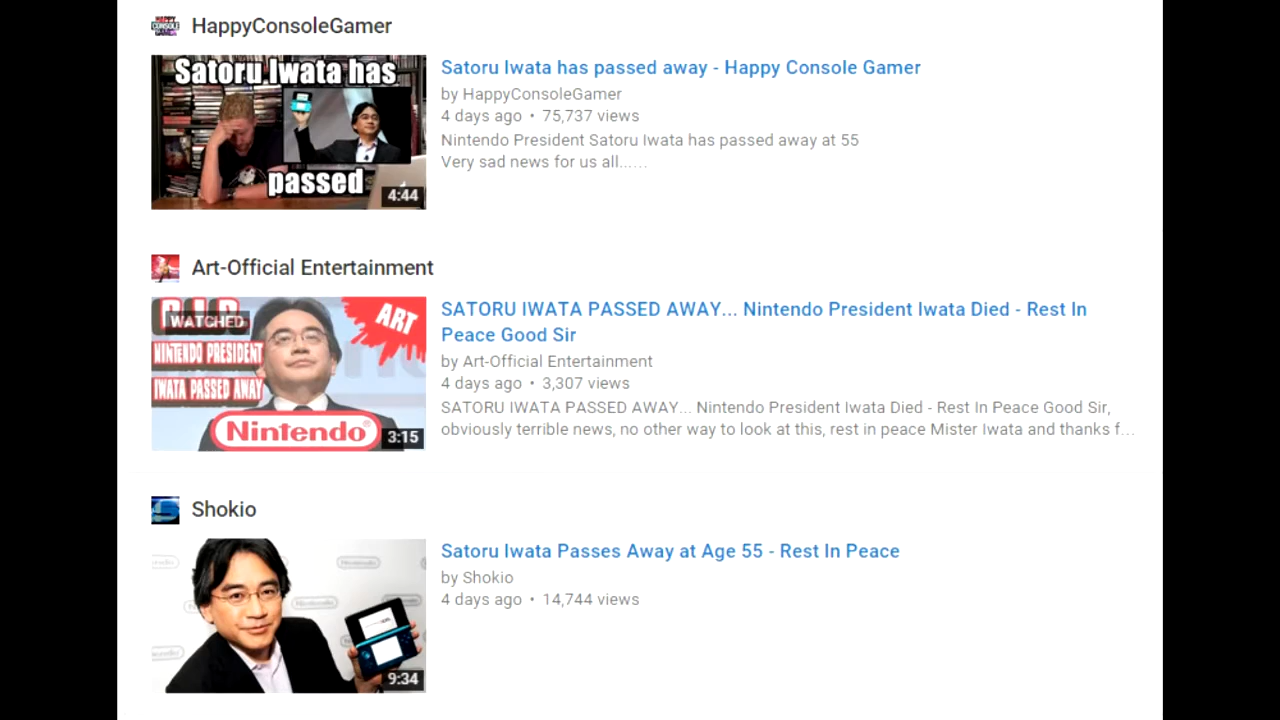 HappyConsoleGamer
Satoru Iwata has
passed
4:44
Satoru Iwata has passed away - Happy Console Gamer
by HappyConsoleGamer
4 days ago • 75,737 views
Nintendo President Satoru Iwata has passed away at 55
Very sad news for us all......
Art-Official Entertainment
R.I.P.
WATCHED
ART
NINTENDO PRESIDENT
IWATA PASSED AWAY
Nintendo
3:15
SATORU IWATA PASSED AWAY... Nintendo President Iwata Died - Rest In
Peace Good Sir
by Art-Official Entertainment
4 days ago • 3,307 views
SATORU IWATA PASSED AWAY... Nintendo President Iwata Died - Rest In Peace Good Sir,
obviously terrible news, no other way to look at this, rest in peace Mister Iwata and thanks f...
Shokio
Nintendo
Nintendo
9:34
Satoru Iwata Passes Away at Age 55 - Rest In Peace
by Shokio
4 days ago • 14,744 views